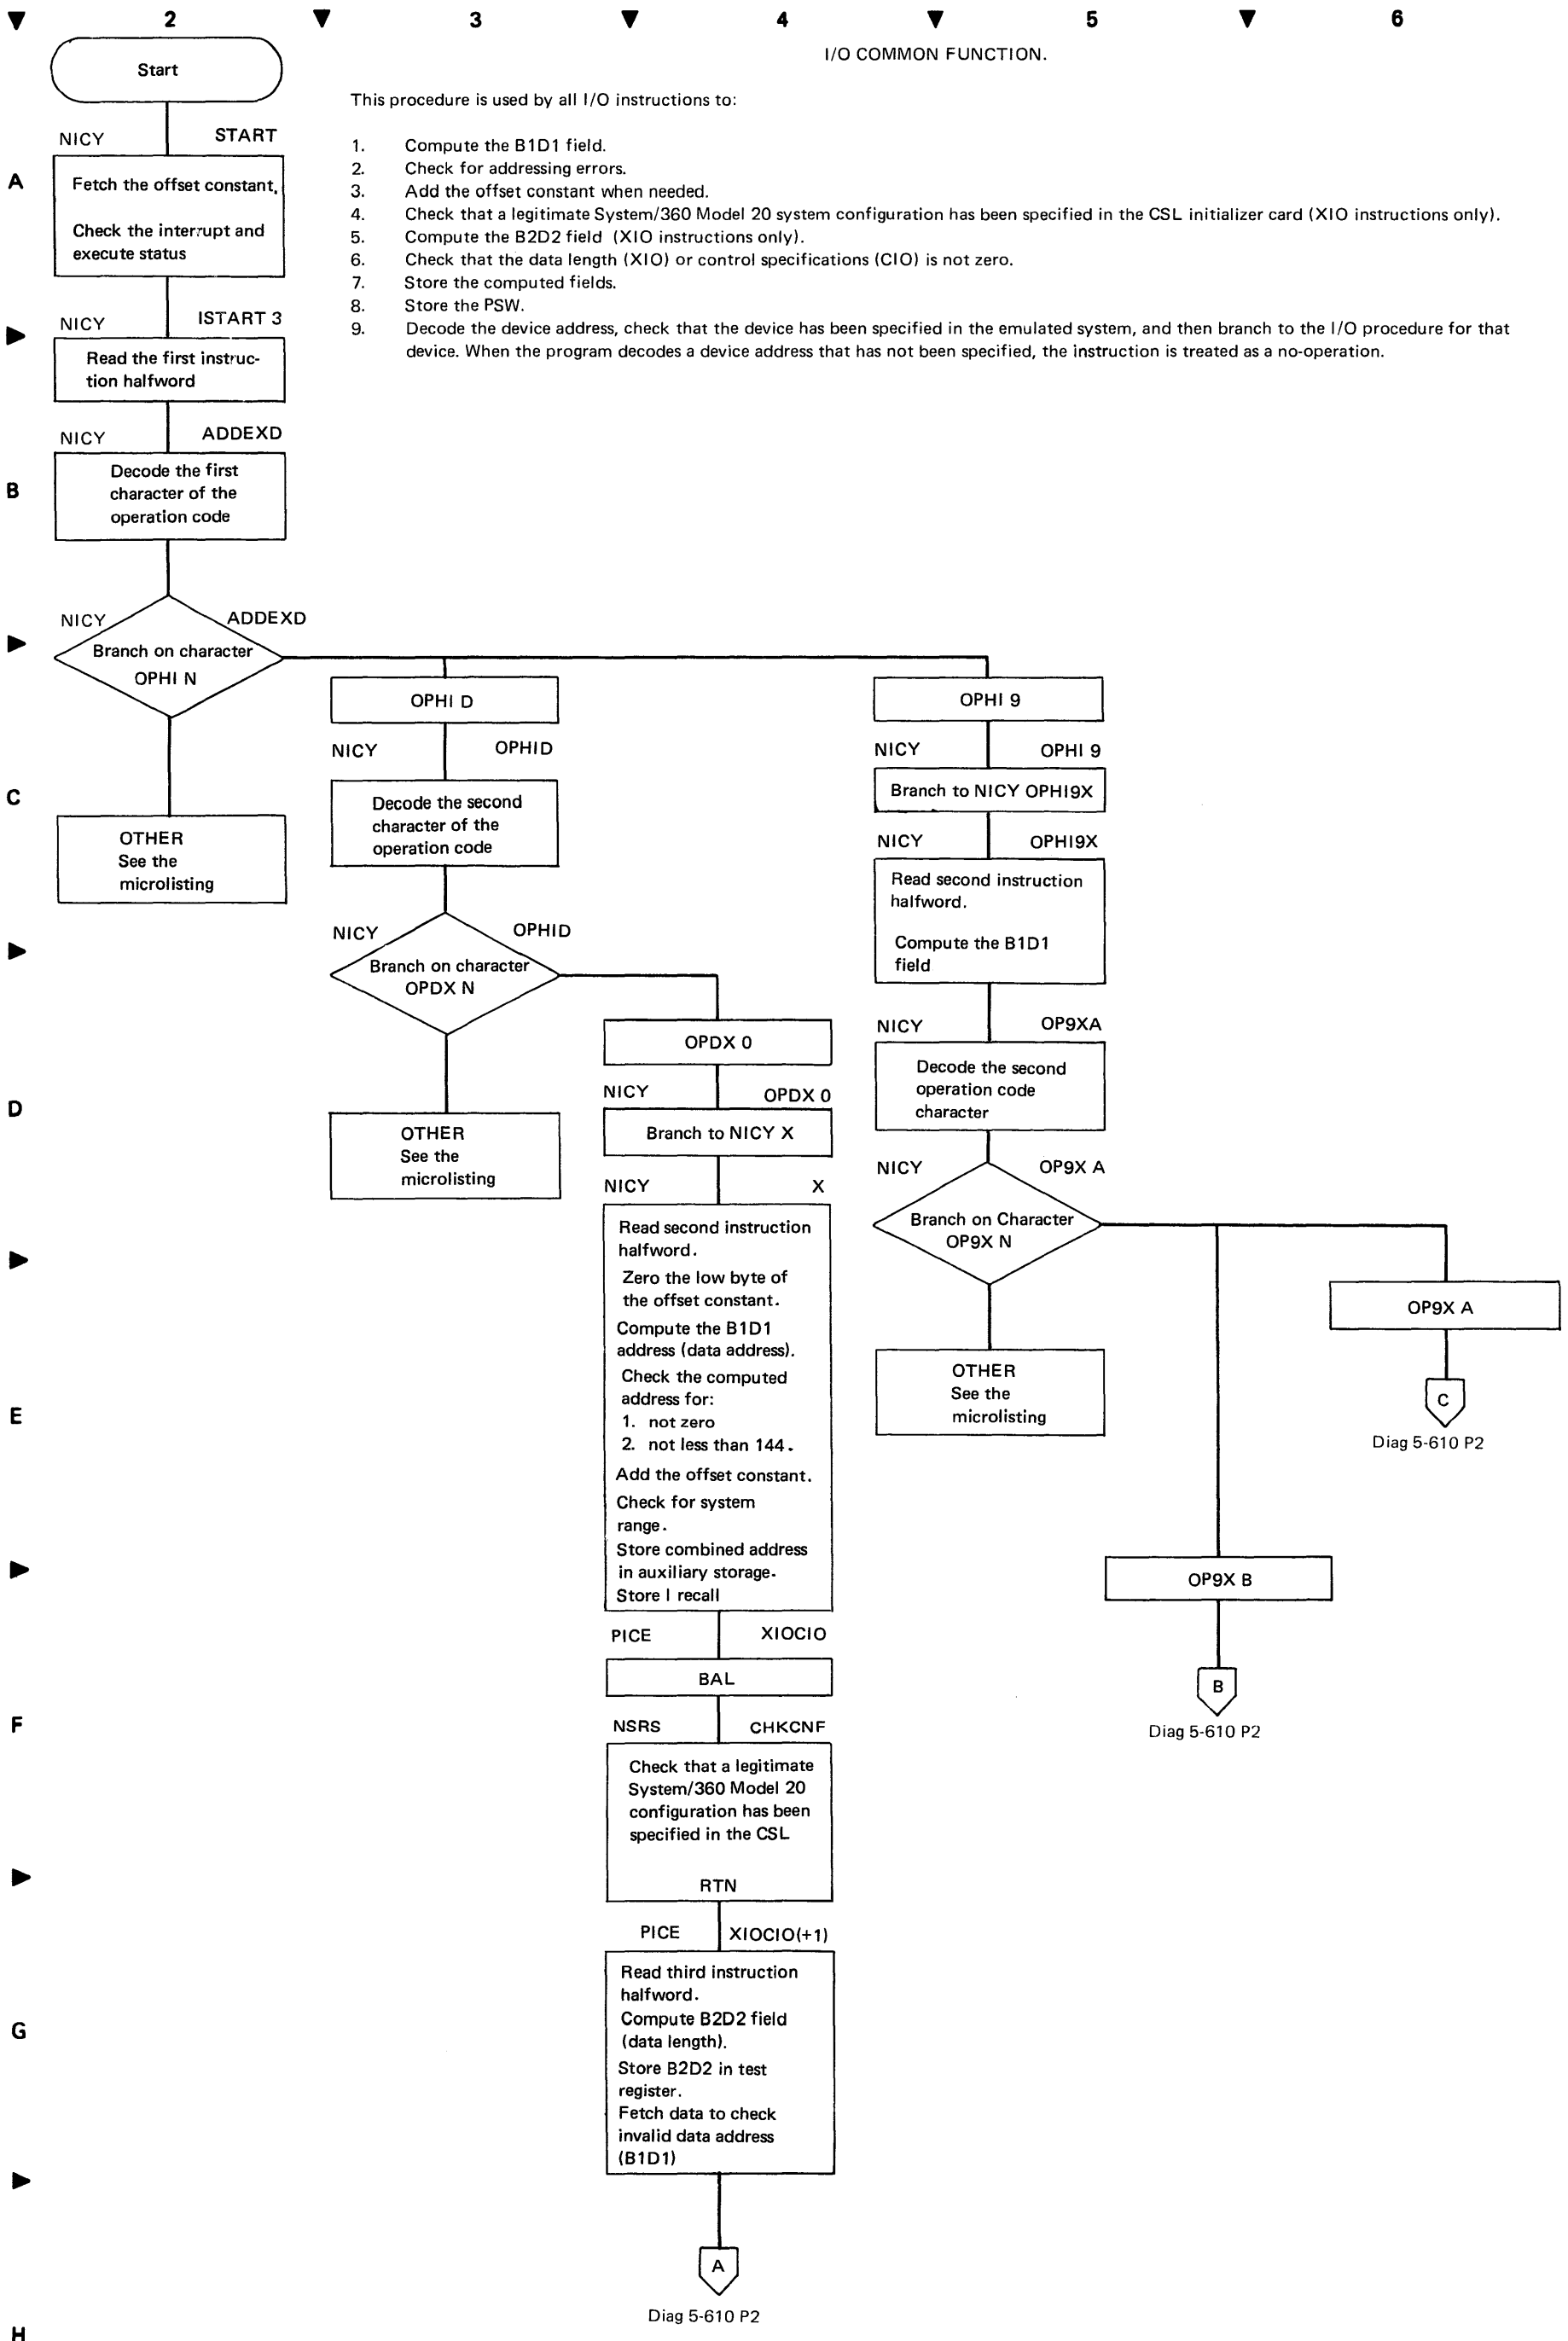 2 3 4 5 6
I/O COMMON FUNCTION.
This procedure is used by all I/O instructions to:
1. Compute the B1D1 field.
2. Check for addressing errors.
3. Add the offset constant when needed.
4. Check that a legitimate System/360 Model 20 system configuration has been specified in the CSL initializer card (XIO instructions only).
5. Compute the B2D2 field (XIO instructions only).
6. Check that the data length (XIO) or control specifications (CIO) is not zero.
7. Store the computed fields.
8. Store the PSW.
9. Decode the device address, check that the device has been specified in the emulated system, and then branch to the I/O procedure for that
device. When the program decodes a device address that has not been specified, the instruction is treated as a no-operation.
Start
NICY START
A
Fetch the offset constant.
Check the interrupt and
execute status
NICY ISTART 3
Read the first instruc-
tion halfword
NICY ADDEXD
B
Decode the first
character of the
operation code
NICY ADDEXD
Branch on character
OPHI N
C
OTHER
See the
microlisting
OPHI D
NICY OPHID
Decode the second
character of the
operation code
NICY OPHID
Branch on character
OPDX N
D
OTHER
See the
microlisting
OPDX 0
NICY OPDX 0
Branch to NICY X
NICY X
Read second instruction
halfword.
Zero the low byte of
the offset constant.
Compute the B1D1
address (data address).
Check the computed
address for:
1. not zero
2. not less than 144.
Add the offset constant.
Check for system
range.
Store combined address
in auxiliary storage.
Store I recall
E
PICE XIOCIO
BAL
F
NSRS CHKCNF
Check that a legitimate
System/360 Model 20
configuration has been
specified in the CSL
RTN
PICE XIOCIO(+1)
G
Read third instruction
halfword.
Compute B2D2 field
(data length).
Store B2D2 in test
register.
Fetch data to check
invalid data address
(B1D1)
A
Diag 5-610 P2
H
OPHI 9
NICY OPHI 9
Branch to NICY OPHI9X
NICY OPHI9X
Read second instruction
halfword.
Compute the B1D1
field
NICY OP9XA
Decode the second
operation code
character
NICY OP9X A
Branch on Character
OP9X N
OTHER
See the
microlisting
OP9X A
C
Diag 5-610 P2
OP9X B
B
Diag 5-610 P2